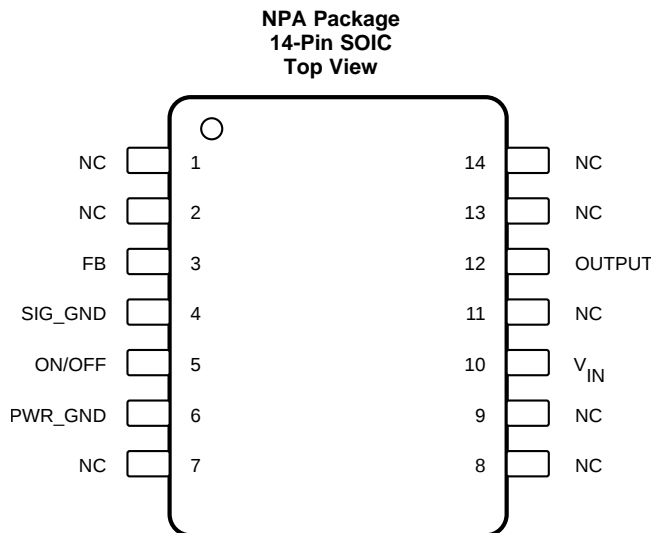 NPA Package
14-Pin SOIC
Top View
NC 1 14 NC
NC 2 13 NC
FB 3 12 OUTPUT
SIG_GND 4 11 NC
ON/OFF 5 10 VIN
PWR_GND 6 9 NC
NC 7 8 NC